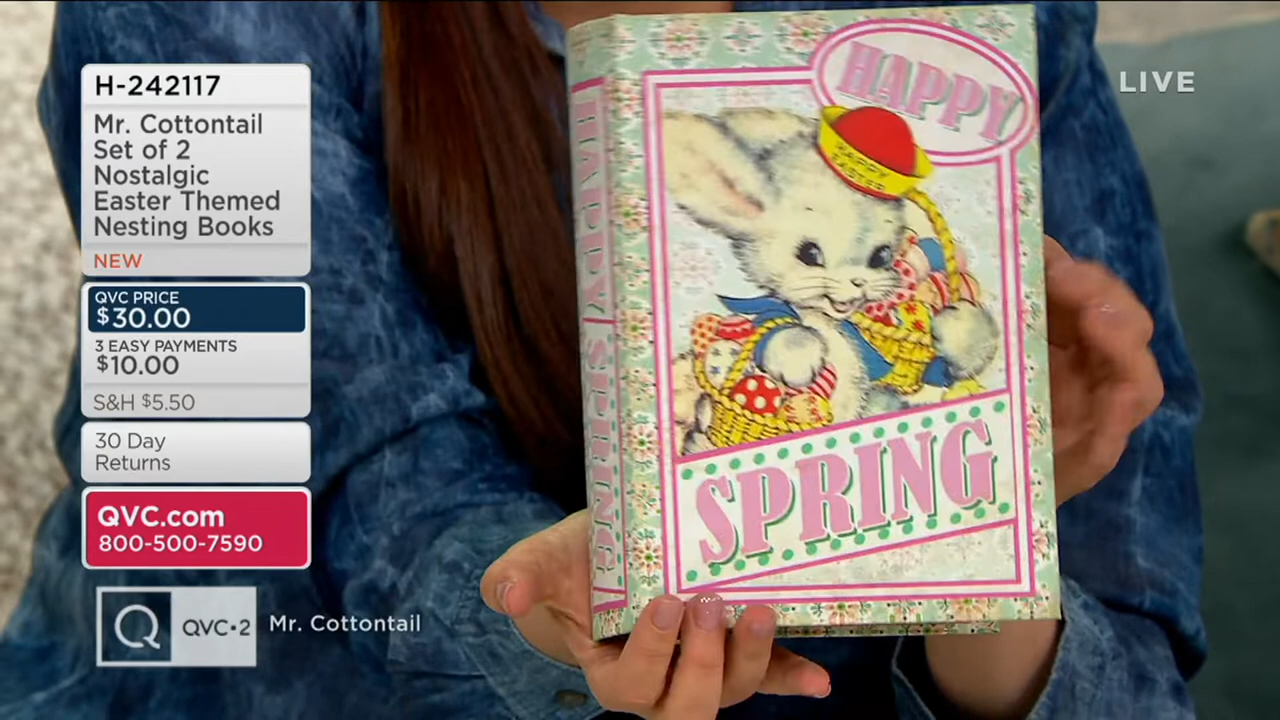 H-242117
Mr. Cottontail
Set of 2
Nostalgic
Easter Themed
Nesting Books
NEW
QVC PRICE
$30.00
3 EASY PAYMENTS
$10.00
S&H $5.50
30 Day
Returns
QVC.com
800-500-7590
Q
QVC•2
Mr. Cottontail
LIVE
HAPPY
HAPPY
EASTER
SPRING
HAPPY SPRING